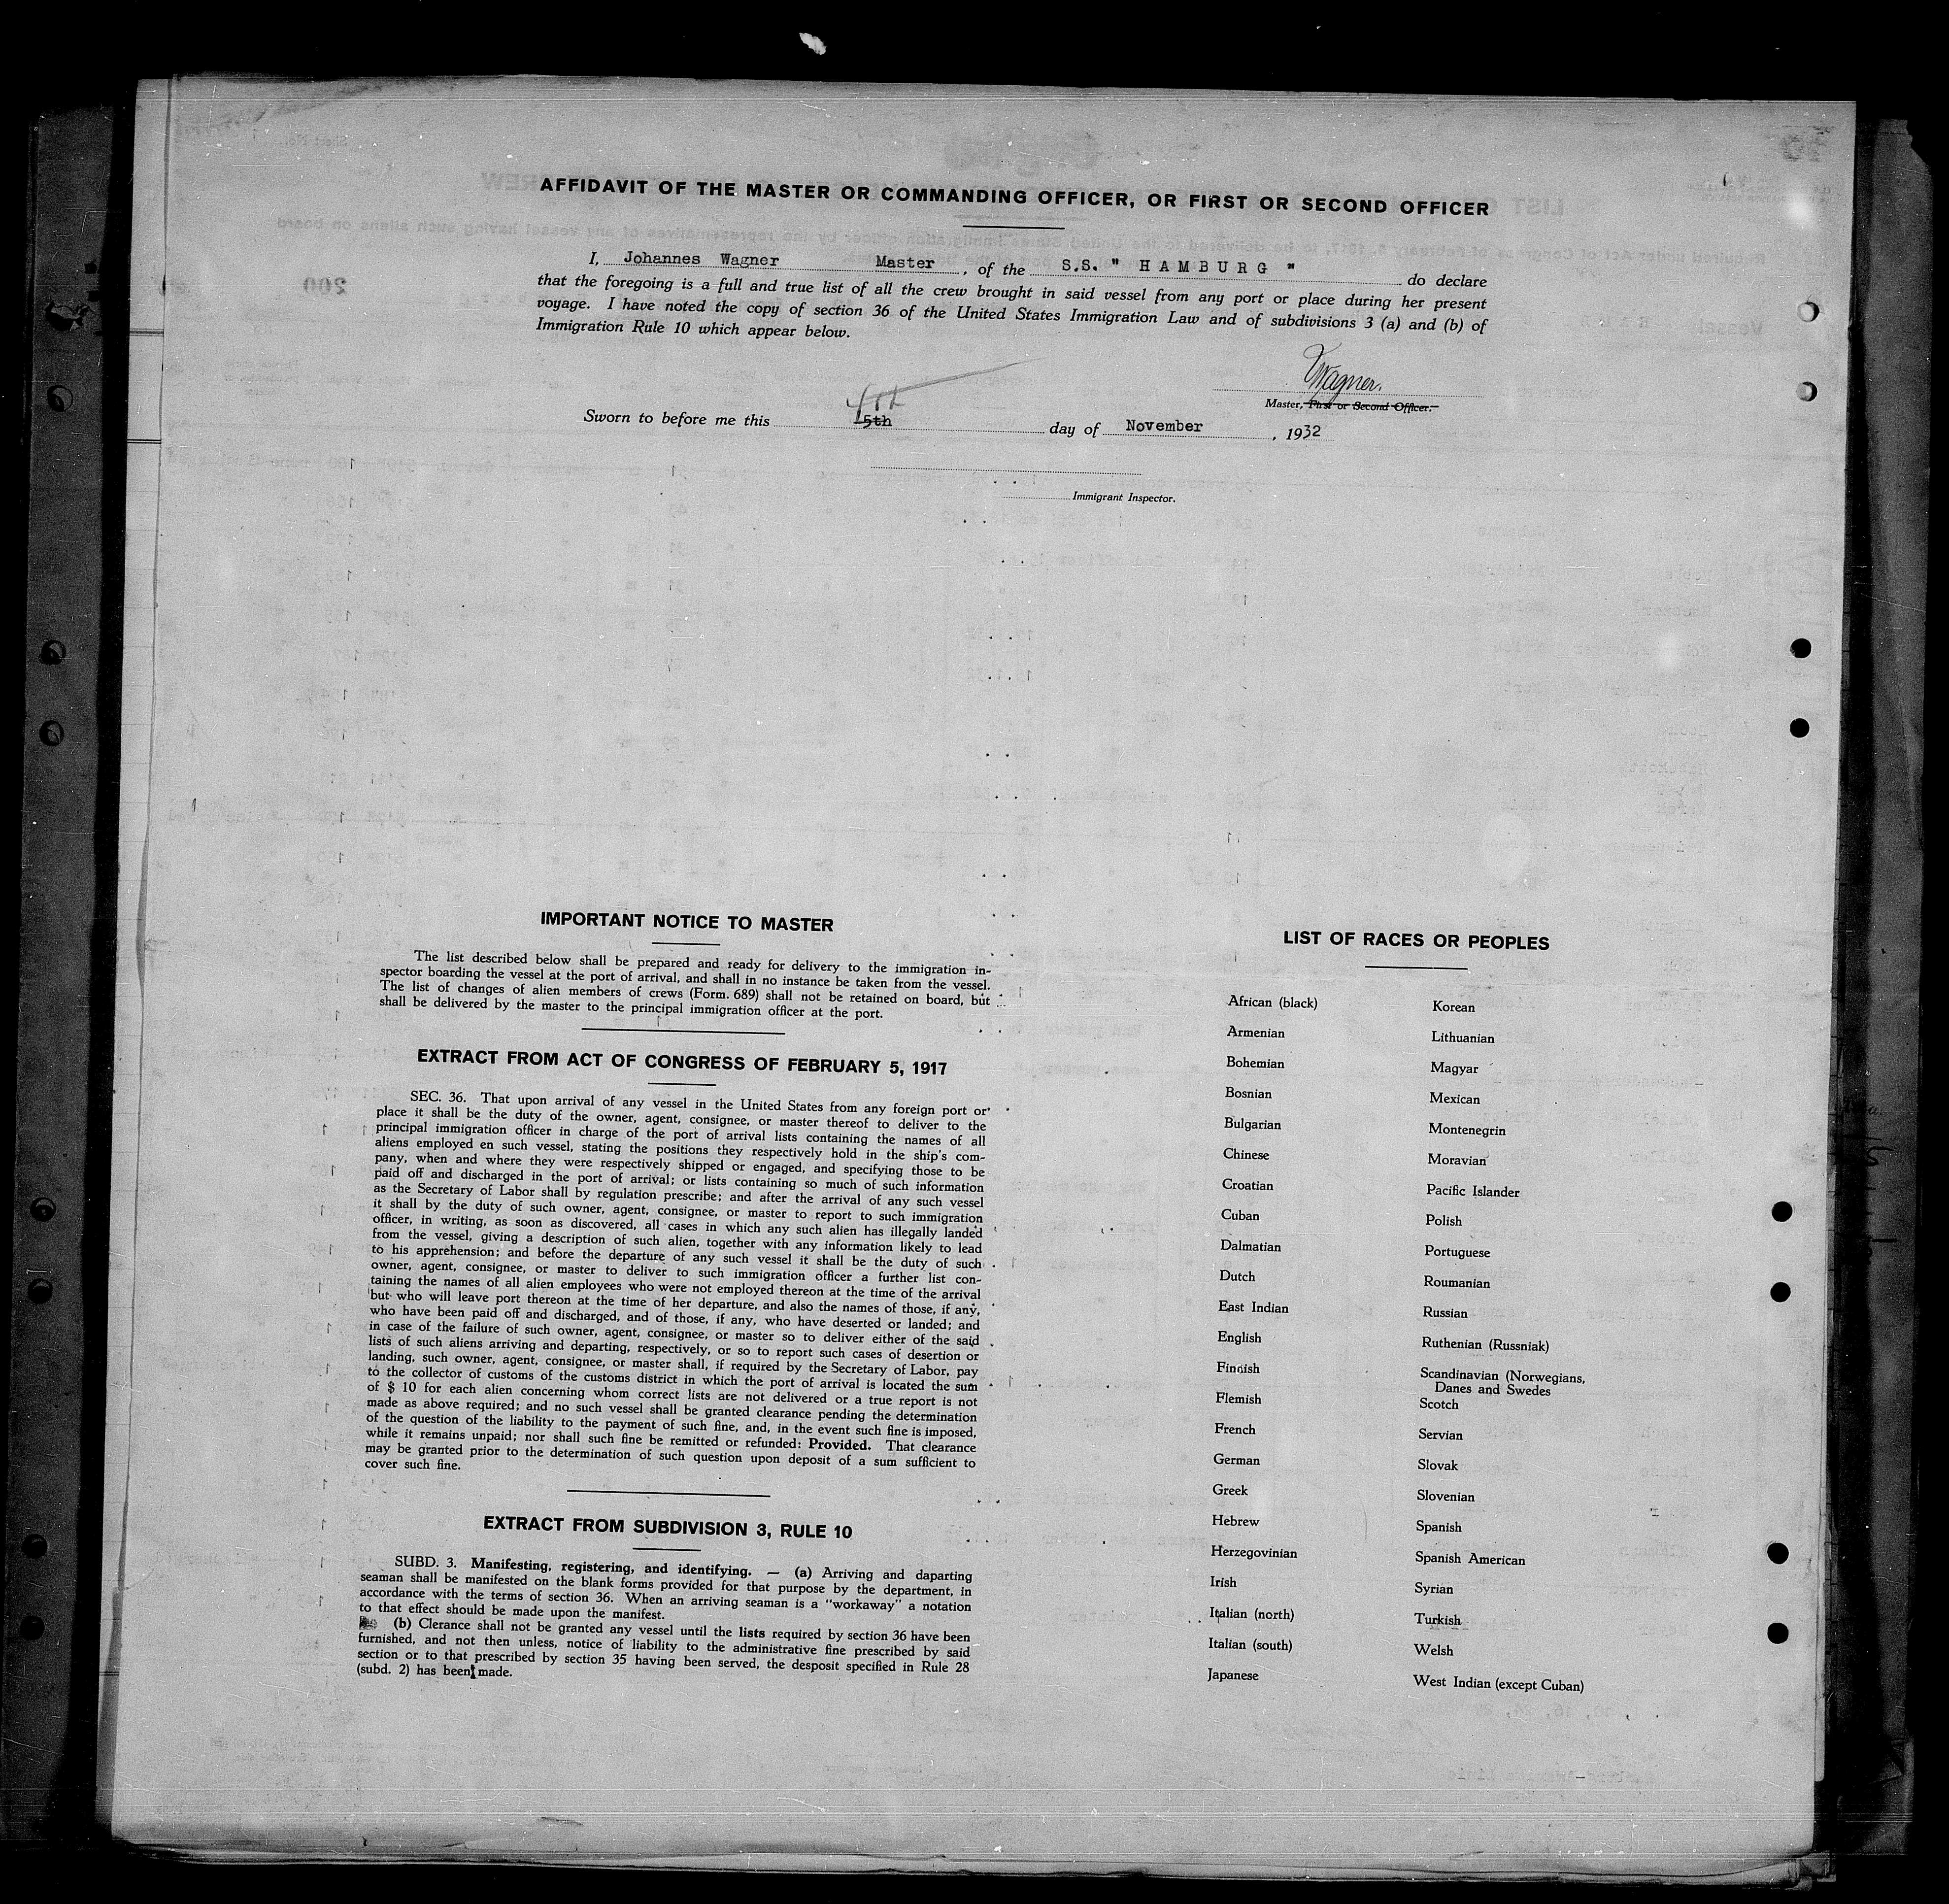 AFFIDAVIT OF THE MASTER OR COMMANDING OFFICER, OR FIRST OR SECOND OFFICER
I, Johannes Wagner Master, of the S.S. " HAMBURG " do declare
that the foregoing is a full and true list of all the crew brought in said vessel from any port or place during her present
voyage. I have noted the copy of section 36 of the United States Immigration Law and of subdivisions 3 (a) and (b) of
Immigration Rule 10 which appear below.
Wagner.
Master, First or Second Officer.
Sworn to before me this 5th day of November, 1932
Immigrant Inspector.
IMPORTANT NOTICE TO MASTER
The list described below shall be prepared and ready for delivery to the immigration in-
spector boarding the vessel at the port of arrival, and shall in no instance be taken from the vessel.
The list of changes of alien members of crews (Form. 689) shall not be retained on board, but
shall be delivered by the master to the principal immigration officer at the port.
EXTRACT FROM ACT OF CONGRESS OF FEBRUARY 5, 1917
SEC. 36. That upon arrival of any vessel in the United States from any foreign port or
place it shall be the duty of the owner, agent, consignee, or master thereof to deliver to the
principal immigration officer in charge of the port of arrival lists containing the names of all
aliens employed en such vessel, stating the positions they respectively hold in the ship's com-
pany, when and where they were respectively shipped or engaged, and specifying those to be
paid off and discharged in the port of arrival; or lists containing so much of such information
as the Secretary of Labor shall by regulation prescribe; and after the arrival of any such vessel
it shall by the duty of such owner, agent, consignee, or master to report to such immigration
officer, in writing, as soon as discovered, all cases in which any such alien has illegally landed
from the vessel, giving a description of such alien, together with any information likely to lead
to his apprehension; and before the departure of any such vessel it shall be the duty of such
owner, agent, consignee, or master to deliver to such immigration officer a further list con-
taining the names of all alien employees who were not employed thereon at the time of the arrival
but who will leave port thereon at the time of her departure, and also the names of those, if any,
who have been paid off and discharged, and of those, if any, who have deserted or landed; and
in case of the failure of such owner, agent, consignee, or master so to deliver either of the said
lists of such aliens arriving and departing, respectively, or so to report such cases of desertion or
landing, such owner, agent, consignee, or master shall, if required by the Secretary of Labor, pay
to the collector of customs of the customs district in which the port of arrival is located the sum
of $ 10 for each alien concerning whom correct lists are not delivered or a true report is not
made as above required; and no such vessel shall be granted clearance pending the determination
of the question of the liability to the payment of such fine, and, in the event such fine is imposed,
while it remains unpaid; nor shall such fine be remitted or refunded: Provided. That clearance
may be granted prior to the determination of such question upon deposit of a sum sufficient to
cover such fine.
EXTRACT FROM SUBDIVISION 3, RULE 10
SUBD. 3. Manifesting, registering, and identifying. — (a) Arriving and daparting
seaman shall be manifested on the blank forms provided for that purpose by the department, in
accordance with the terms of section 36. When an arriving seaman is a "workaway" a notation
to that effect should be made upon the manifest.
(b) Clerance shall not be granted any vessel until the lists required by section 36 have been
furnished, and not then unless, notice of liability to the administrative fine prescribed by said
section or to that prescribed by section 35 having been served, the desposit specified in Rule 28
(subd. 2) has been made.
LIST OF RACES OR PEOPLES
African (black)
Armenian
Bohemian
Bosnian
Bulgarian
Chinese
Croatian
Cuban
Dalmatian
Dutch
East Indian
English
Finnish
Flemish
French
German
Greek
Hebrew
Herzegovinian
Irish
Italian (north)
Italian (south)
Japanese
Korean
Lithuanian
Magyar
Mexican
Montenegrin
Moravian
Pacific Islander
Polish
Portuguese
Roumanian
Russian
Ruthenian (Russniak)
Scandinavian (Norwegians,
Danes and Swedes
Scotch
Servian
Slovak
Slovenian
Spanish
Spanish American
Syrian
Turkish
Welsh
West Indian (except Cuban)